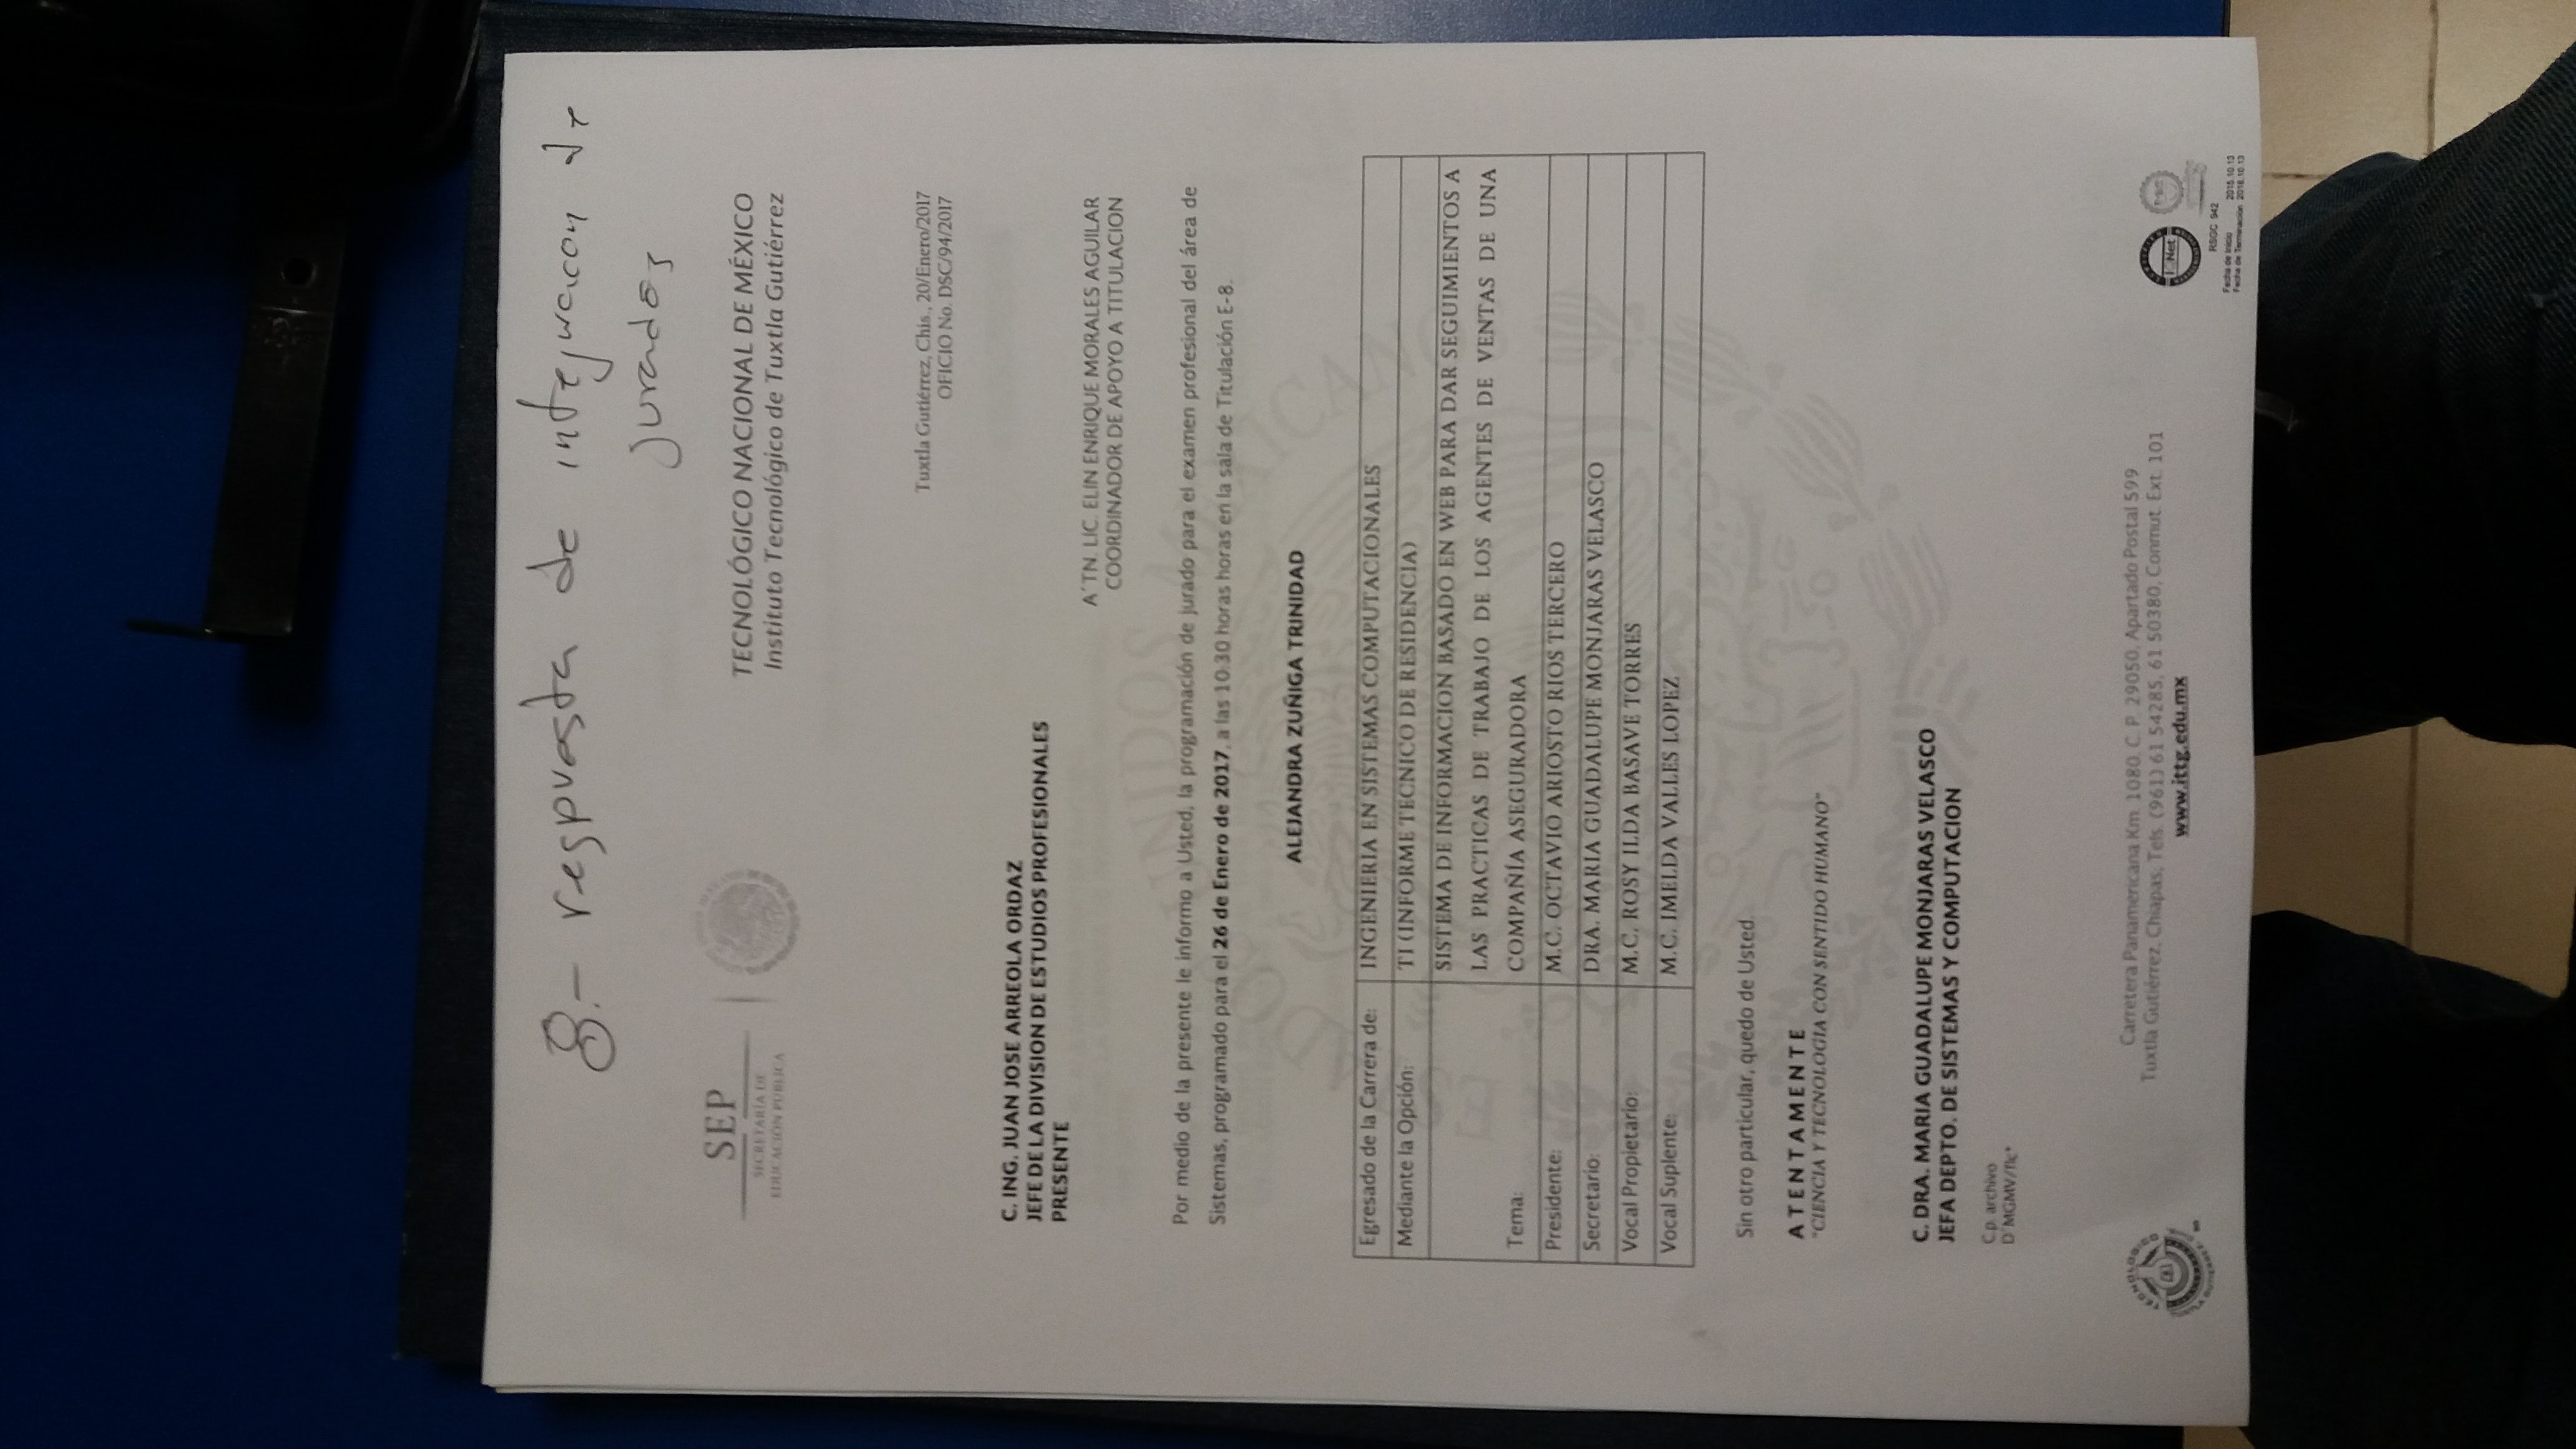 8.- respuesta de integracon de
jurados
SEP
SECRETARÍA DE
EDUCACIÓN PÚBLICA
TECNOLÓGICO NACIONAL DE MÉXICO
Instituto Tecnológico de Tuxtla Gutiérrez
Tuxtla Gutiérrez, Chis., 20/Enero/2017
OFICIO No. DSC/94/2017
C. ING. JUAN JOSE ARREOLA ORDAZ
JEFE DE LA DIVISION DE ESTUDIOS PROFESIONALES
PRESENTE
A´TN. LIC. ELIN ENRIQUE MORALES AGUILAR
COORDINADOR DE APOYO A TITULACION
Por medio de la presente le informo a Usted, la programación de jurado para el examen profesional del área de
Sistemas, programado para el 26 de Enero de 2017, a las 10:30 horas horas en la sala de Titulación E-8.
ALEJANDRA ZUÑIGA TRINIDAD
Egresado de la Carrera de: INGENIERIA EN SISTEMAS COMPUTACIONALES
Mediante la Opción: TI (INFORME TECNICO DE RESIDENCIA)
SISTEMA DE INFORMACION BASADO EN WEB PARA DAR SEGUIMIENTOS A
LAS PRACTICAS DE TRABAJO DE LOS AGENTES DE VENTAS DE UNA
Tema: COMPAÑÍA ASEGURADORA
Presidente: M.C. OCTAVIO ARIOSTO RIOS TERCERO
Secretario: DRA. MARIA GUADALUPE MONJARAS VELASCO
Vocal Propietario: M.C. ROSY ILDA BASAVE TORRES
Vocal Suplente: M.C. IMELDA VALLES LOPEZ
Sin otro particular, quedo de Usted.
ATENTAMENTE
"CIENCIA Y TECNOLOGIA CON SENTIDO HUMANO"
C. DRA. MARIA GUADALUPE MONJARAS VELASCO
JEFA DEPTO. DE SISTEMAS Y COMPUTACION
C.p. archivo
D´MGMV/flc*
Carretera Panamericana Km. 1080, C. P. 29050, Apartado Postal 599
Tuxtla Gutiérrez, Chiapas, Tels. (961) 61 54285, 61 50380, Conmut. Ext. 101
www.ittg.edu.mx
IQNet
RSGC 942
Fecha de Inicio 2015.10.13
Fecha de Terminación 2018.10.13